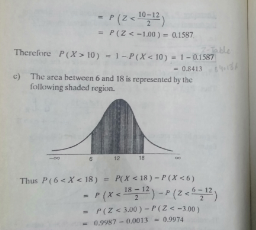 = P(Z < 10-12/2)
= P(Z < -1.00) = 0.1587
Therefore P(X > 10) = 1 - P(X < 10) = 1 - 0.1587
= 0.8413
c) The area between 6 and 18 is represented by the
following shaded region.
-∞ 6 12 18 ∞
Thus P(6 < X < 18) = P(X < 18) - P(X < 6)
= P(X < 18-12/2) - P(Z < 6-12/2)
= P(Z < 3.00) - P(Z < -3.00)
= 0.9987 - 0.0013 = 0.9974